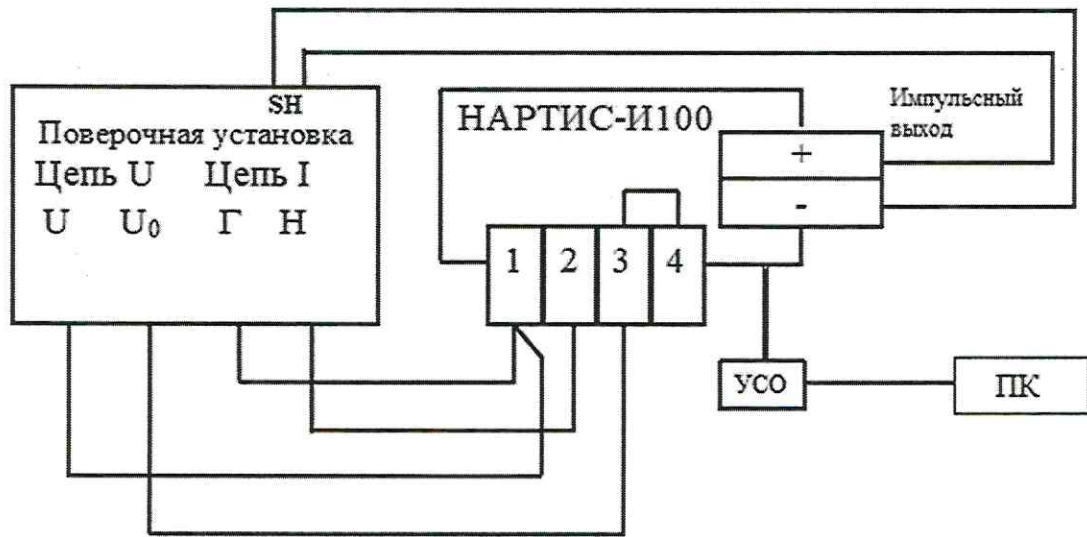 SH
Поверочная установка
Цепь U Цепь I
U U₀ Г Н
НАРТИС-И100
Импульсный
выход
+
-
1 2 3 4
УСО
ПК